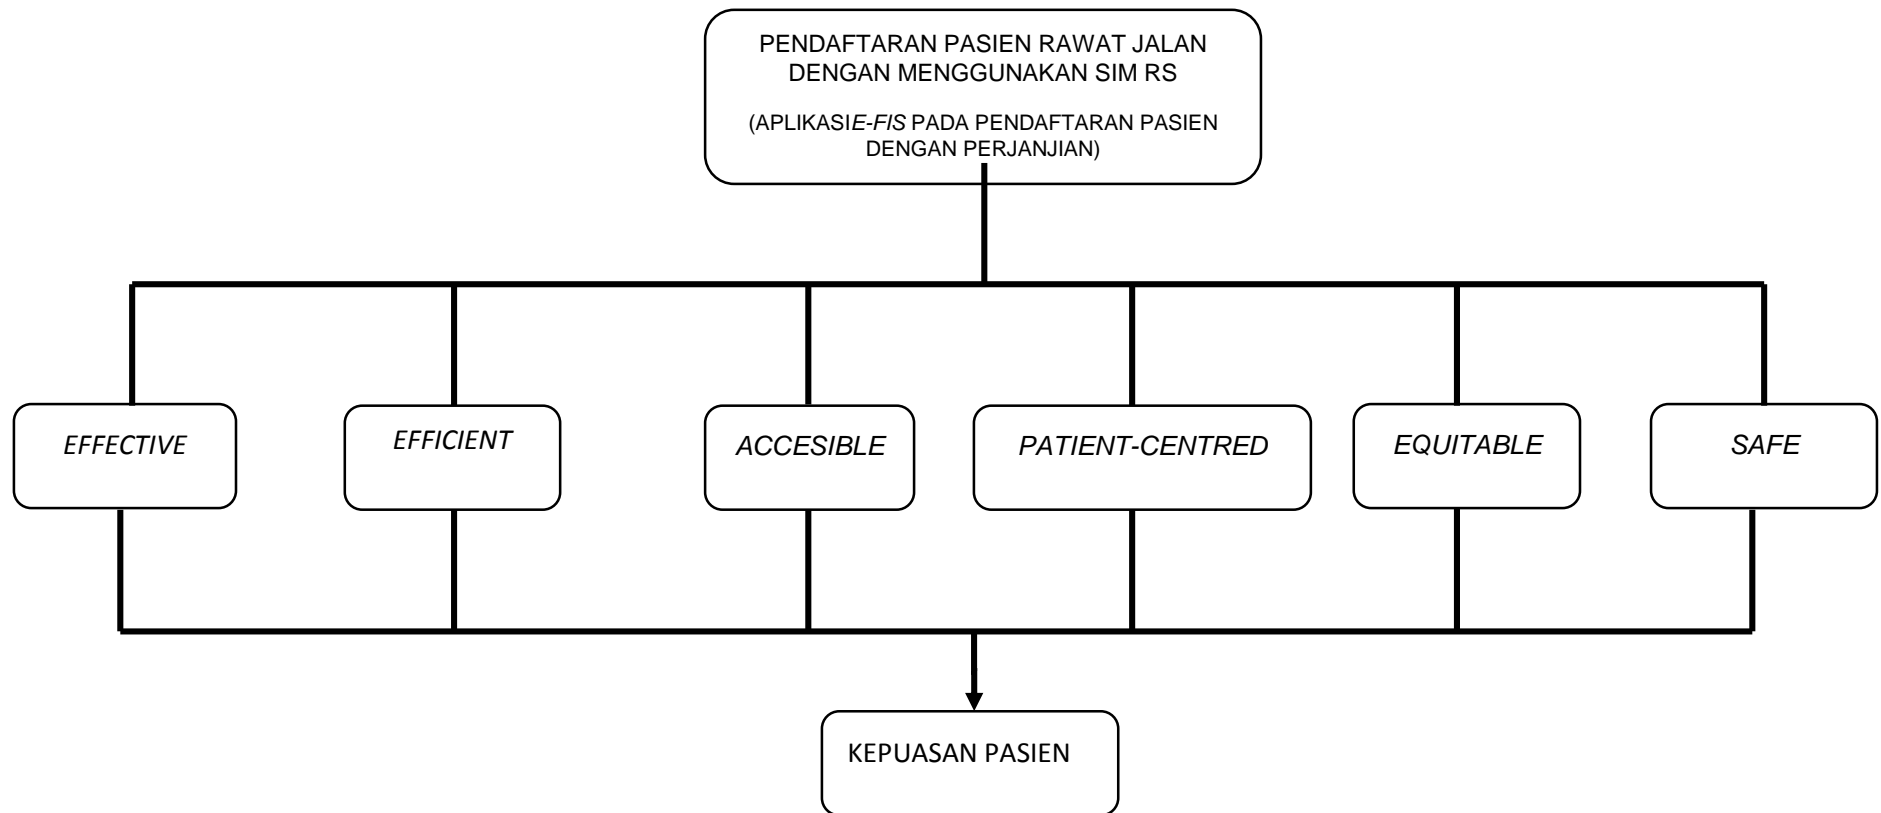 PENDAFTARAN PASIEN RAWAT JALAN
DENGAN MENGGUNAKAN SIM RS
(APLIKASIE-FIS PADA PENDAFTARAN PASIEN
DENGAN PERJANJIAN)
EFFECTIVE
EFFICIENT
ACCESIBLE
PATIENT-CENTRED
EQUITABLE
SAFE
KEPUASAN PASIEN